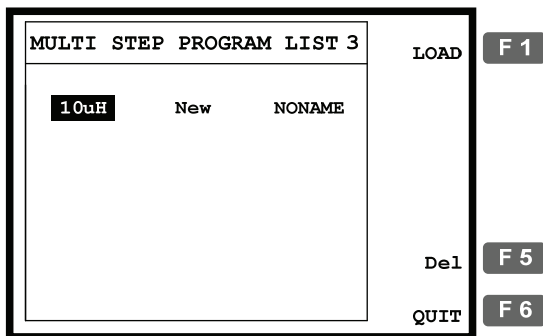 MULTI STEP PROGRAM LIST 3
LOAD F 1
10uH New NONAME
Del F 5
QUIT F 6